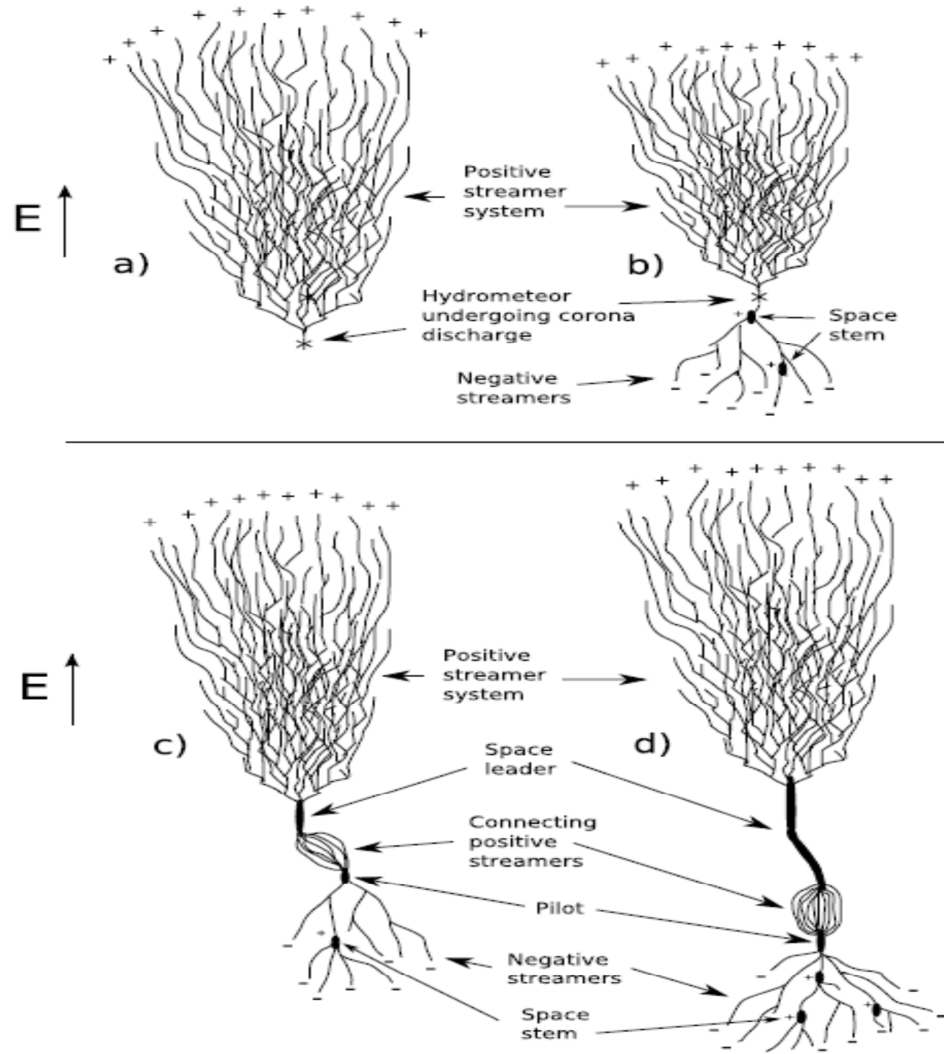 + + + + + + + + +
+ + + + + + + + +
Positive
streamer
system
E
a)
b)
Hydrometeor
undergoing corona
discharge
+
Space
stem
+
Negative
streamers
- - - - - - -
+ + + + + + + + + +
+ + + + + + + + + +
Positive
streamer
system
E
c)
d)
Space
leader
Connecting
positive
streamers
Pilot
+
Negative
streamers
+
Space
stem
+ +
- - - - - -
- - - - - - - - -